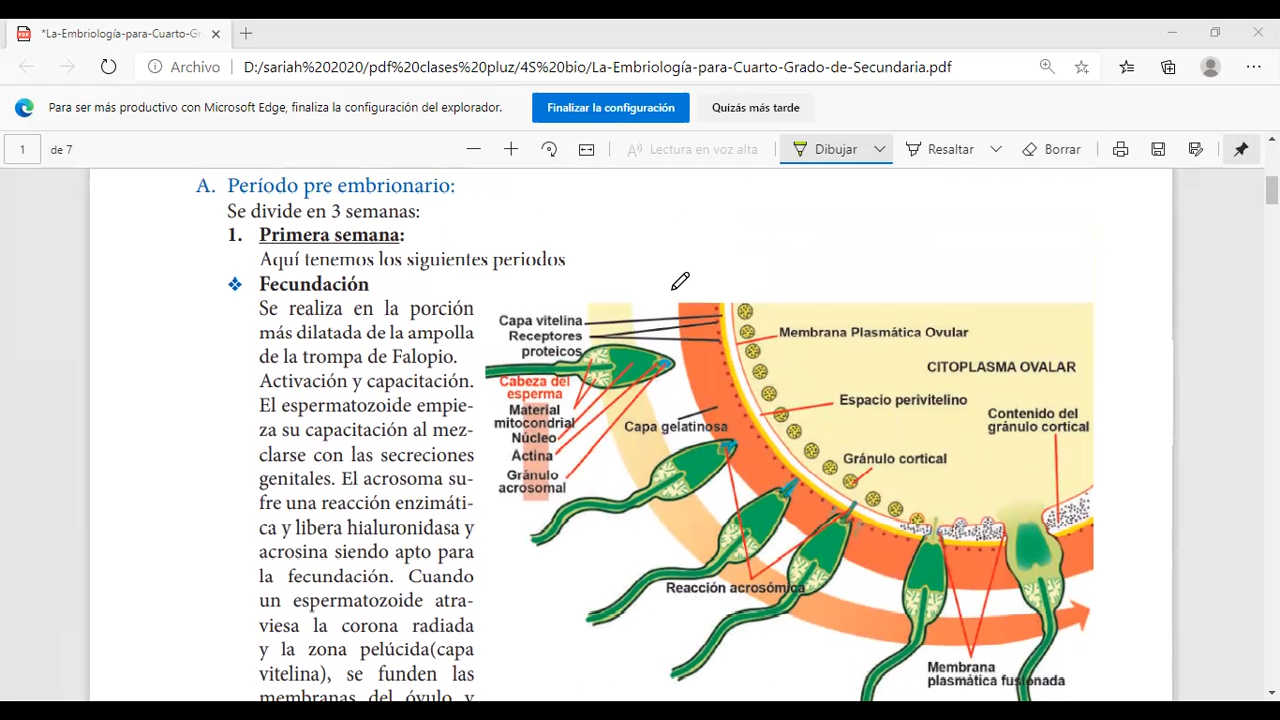 *La-Embriología-para-Cuarto-Gr
Archivo
D:/sariah%202020/pdf%20clases%20pluz/4S%20bio/La-Embriología-para-Cuarto-Grado-de-Secundaria.pdf
Para ser más productivo con Microsoft Edge, finaliza la configuración del explorador.
Finalizar la configuración
Quizás más tarde
1
de 7
Lectura en voz alta
Dibujar
Resaltar
Borrar
A. Período pre embrionario:
Se divide en 3 semanas:
1. Primera semana:
Aquí tenemos los siguientes periodos
❖ Fecundación
Se realiza en la porción
más dilatada de la ampolla
de la trompa de Falopio.
Activación y capacitación.
El espermatozoide empie-
za su capacitación al mez-
clarse con las secreciones
genitales. El acrosoma su-
fre una reacción enzimáti-
ca y libera hialuronidasa y
acrosina siendo apto para
la fecundación. Cuando
un espermatozoide atra-
viesa la corona radiada
y la zona pelúcida(capa
vitelina), se funden las
membranas del óvulo y
Capa vitelina
Receptores
proteicos
Cabeza del
esperma
Material
mitocondrial
Núcleo
Actina
Gránulo
acrosomal
Capa gelatinosa
Reacción acrosómica
Membrana Plasmática Ovular
CITOPLASMA OVALAR
Espacio perivitelino
Contenido del
gránulo cortical
Gránulo cortical
Membrana
plasmática fusionada